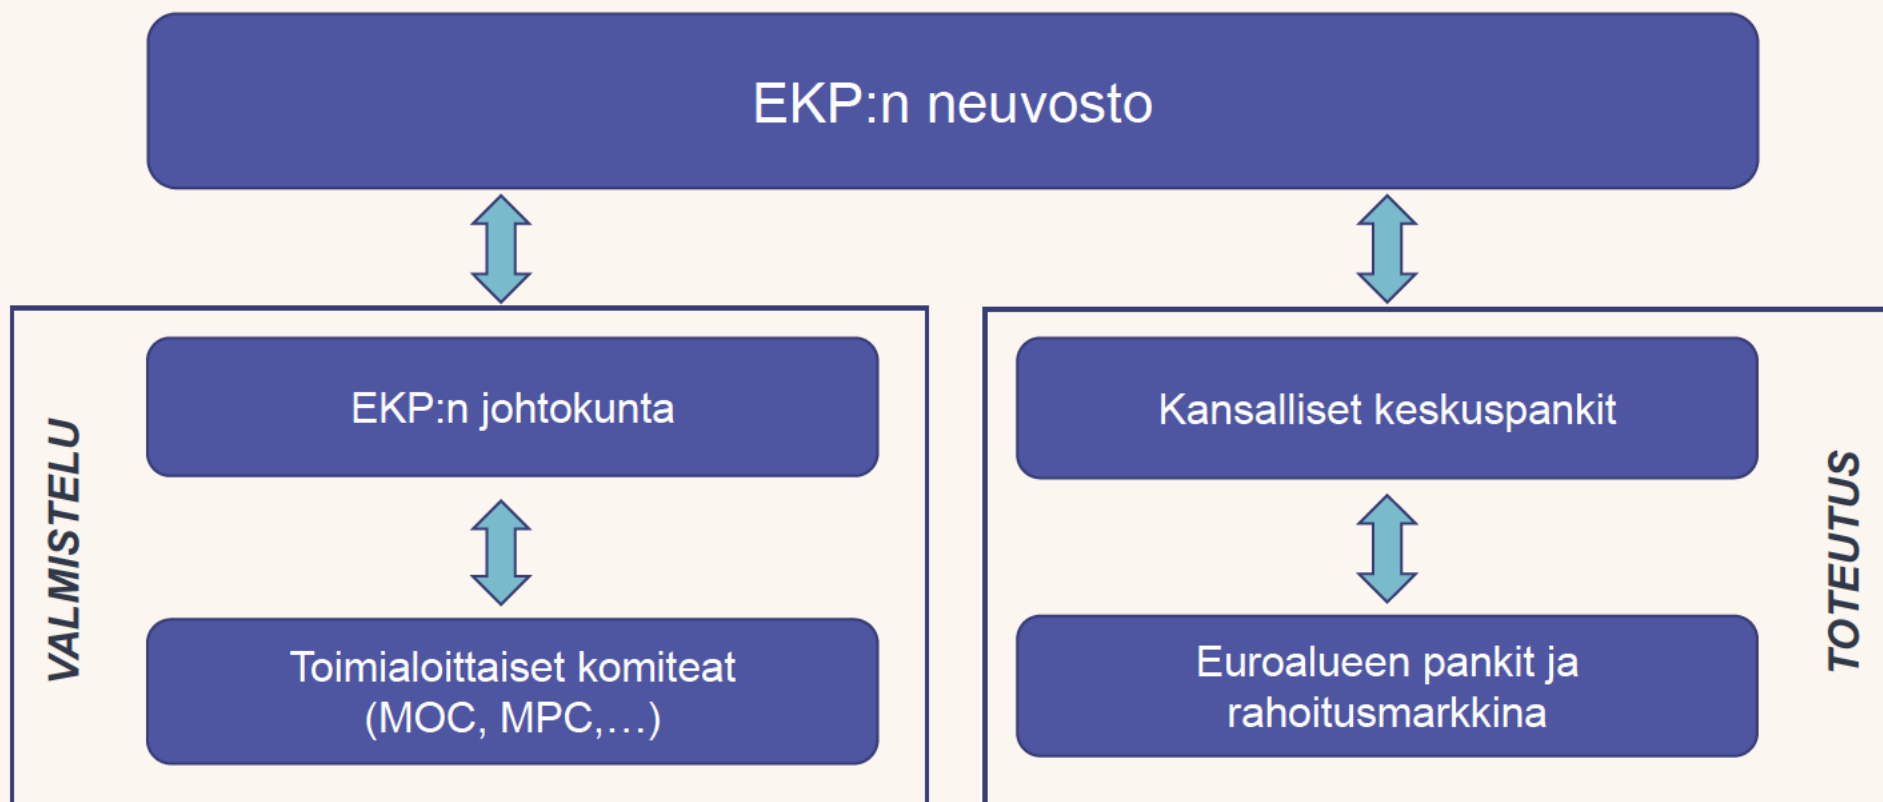 EKP:n neuvosto
VALMISTELU
EKP:n johtokunta
Toimialoittaiset komiteat
(MOC, MPC,…)
Kansalliset keskuspankit
Euroalueen pankit ja
rahoitusmarkkina
TOTEUTUS